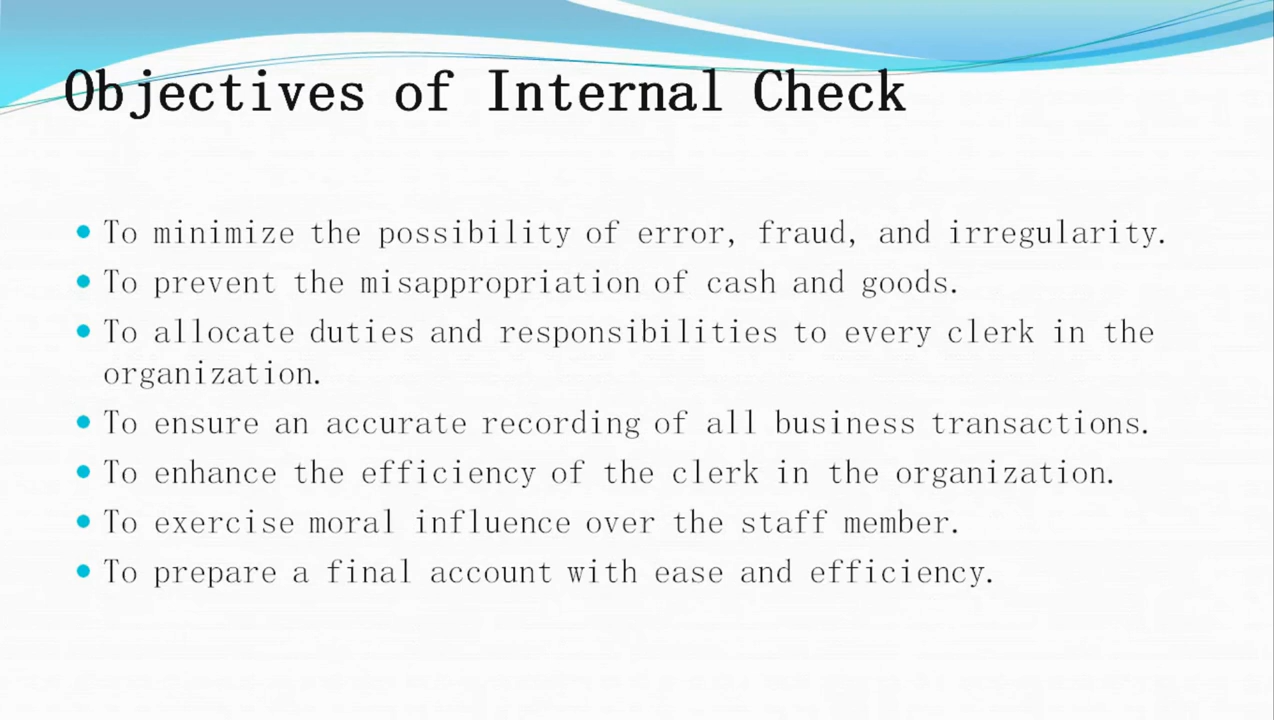 Objectives of Internal Check
To minimize the possibility of error, fraud, and irregularity.
To prevent the misappropriation of cash and goods.
To allocate duties and responsibilities to every clerk in the
organization.
To ensure an accurate recording of all business transactions.
To enhance the efficiency of the clerk in the organization.
To exercise moral influence over the staff member.
To prepare a final account with ease and efficiency.